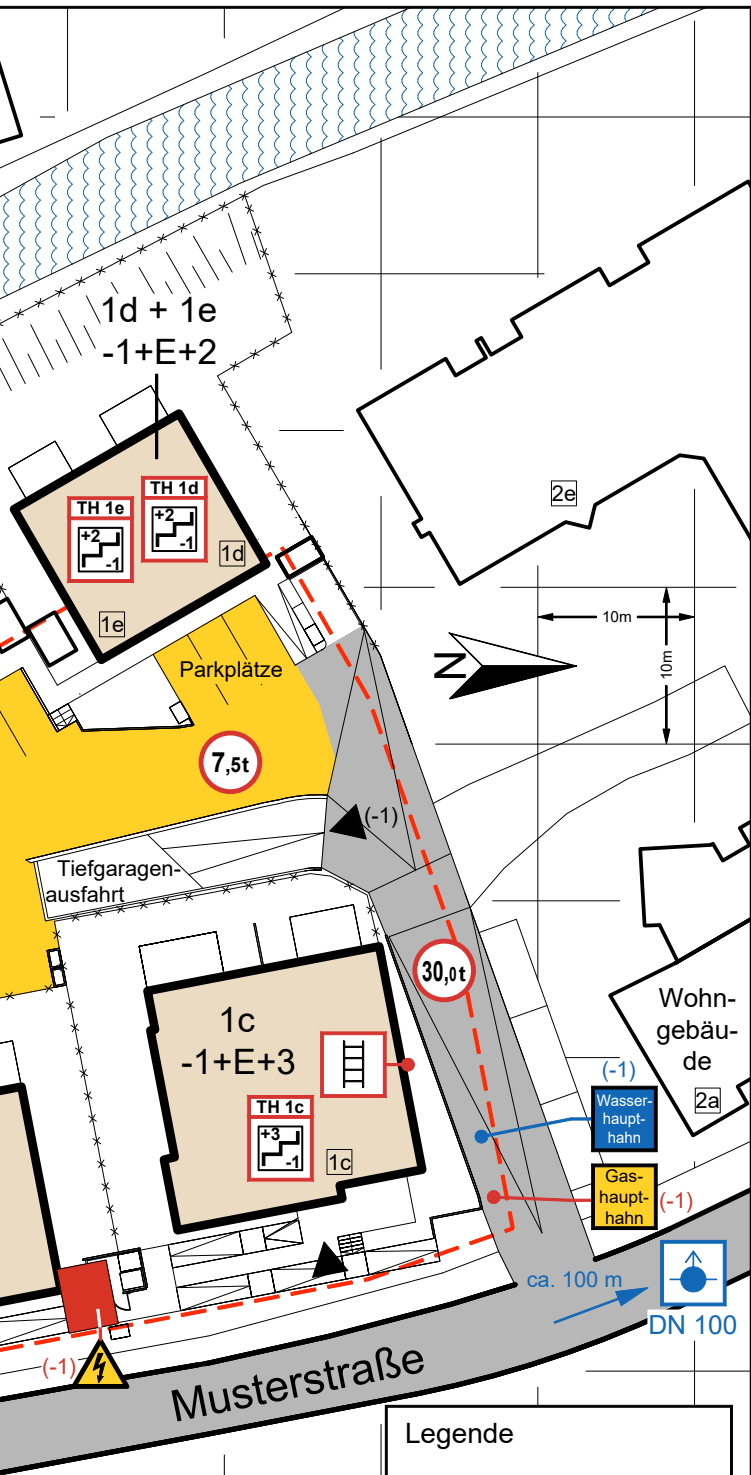 1d + 1e
-1+E+2
TH 1d
+2
-1
TH 1e
+2
-1
1d
1e
2e
10m
10m
N
Parkplätze
7,5t
(-1)
Tiefgaragen-
ausfahrt
30,0t
1c
-1+E+3
TH 1c
+3
-1
1c
Wohn-
gebäu-
de
2a
(-1)
Wasser-
haupt-
hahn
Gas-
haupt-
hahn
(-1)
ca. 100 m
DN 100
(-1)
Musterstraße
Legende